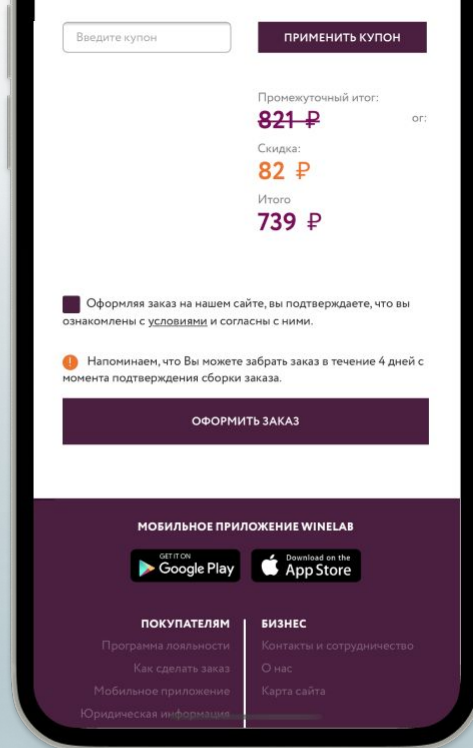 Введите купон
ПРИМЕНИТЬ КУПОН
Промежуточный итог:
821 ₽
ог:
Скидка:
82 ₽
Итого
739 ₽
Оформляя заказ на нашем сайте, вы подтверждаете, что вы
ознакомлены с условиями и согласны с ними.
! Напоминаем, что Вы можете забрать заказ в течение 4 дней с
момента подтверждения сборки заказа.
ОФОРМИТЬ ЗАКАЗ
МОБИЛЬНОЕ ПРИЛОЖЕНИЕ WINELAB
GET IT ON
Google Play
Download on the
App Store
ПОКУПАТЕЛЯМ
Программа лояльности
Как сделать заказ
Мобильное приложение
Юридическая информация
БИЗНЕС
Контакты и сотрудничество
О нас
Карта сайта